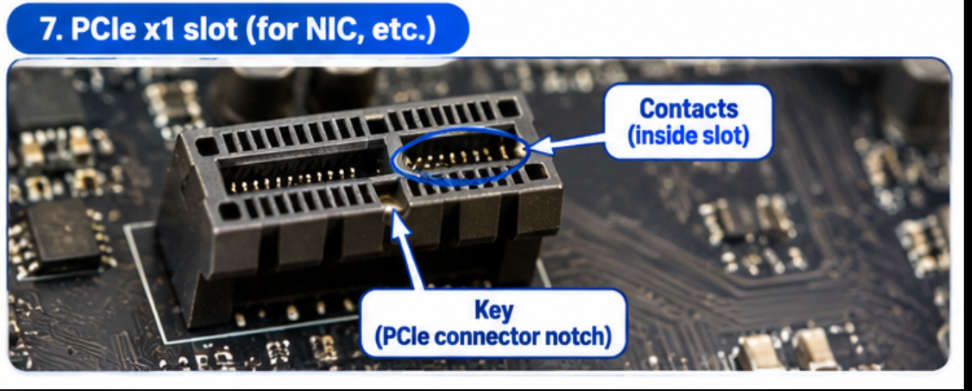 7. PCIe x1 slot (for NIC, etc.)
Contacts
(inside slot)
Key
(PCIe connector notch)